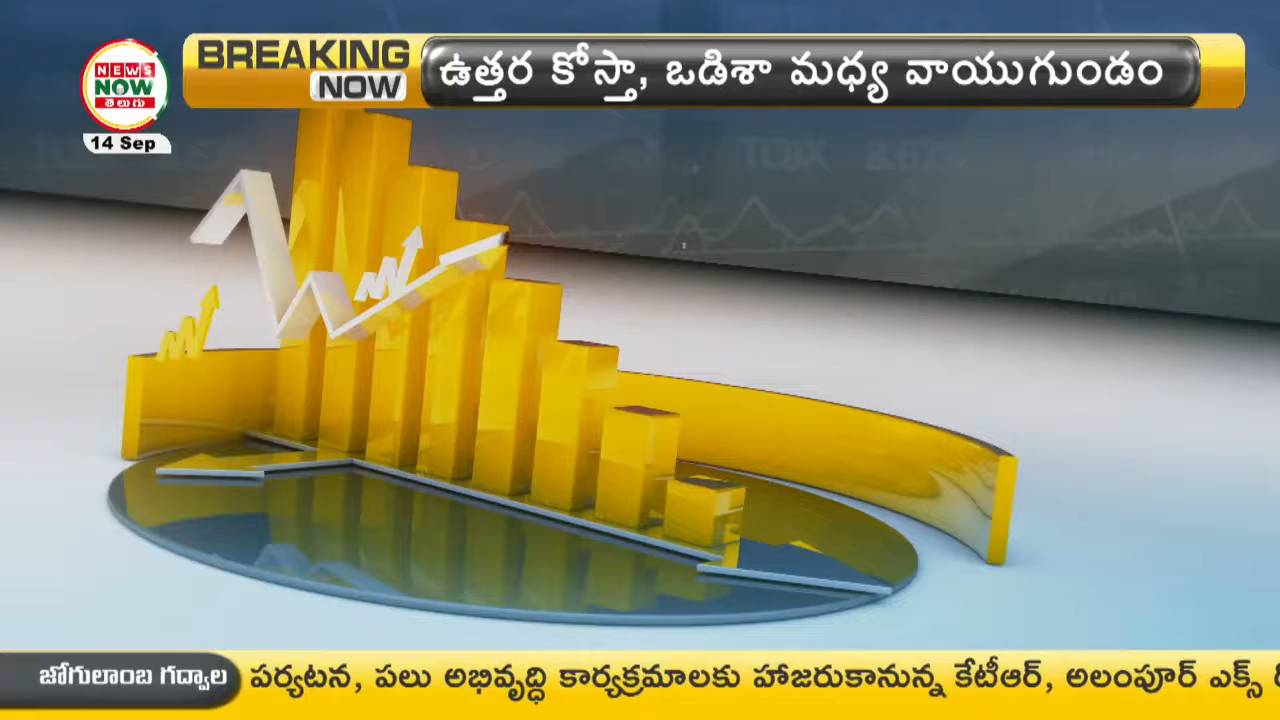 BREAKING
NOW
ఉత్తర కోస్తా, ఒడిశా మధ్య వాయుగుండం
NEWS
NOW
తెలుగు
14 Sep
జోగులాంబ గద్వాల
పర్యటన, పలు అభివృద్ధి కార్యక్రమాలకు హాజరుకానున్న కేటీఆర్, అలంపూర్ ఎక్స్